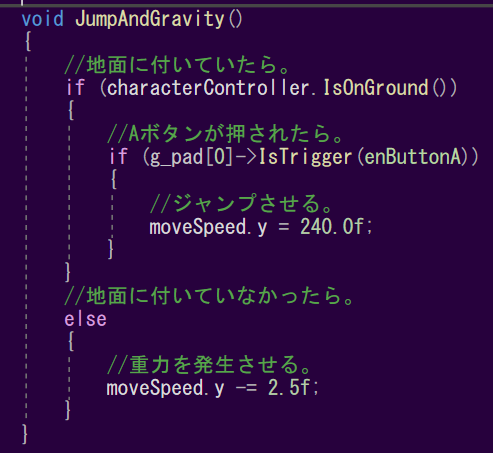 void JumpAndGravity()
{
//地面に付いていたら。
if (characterController.IsOnGround())
{
//Aボタンが押されたら。
if (g_pad[0]->IsTrigger(enButtonA))
{
//ジャンプさせる。
moveSpeed.y = 240.0f;
}
}
//地面に付いていなかったら。
else
{
//重力を発生させる。
moveSpeed.y -= 2.5f;
}
}